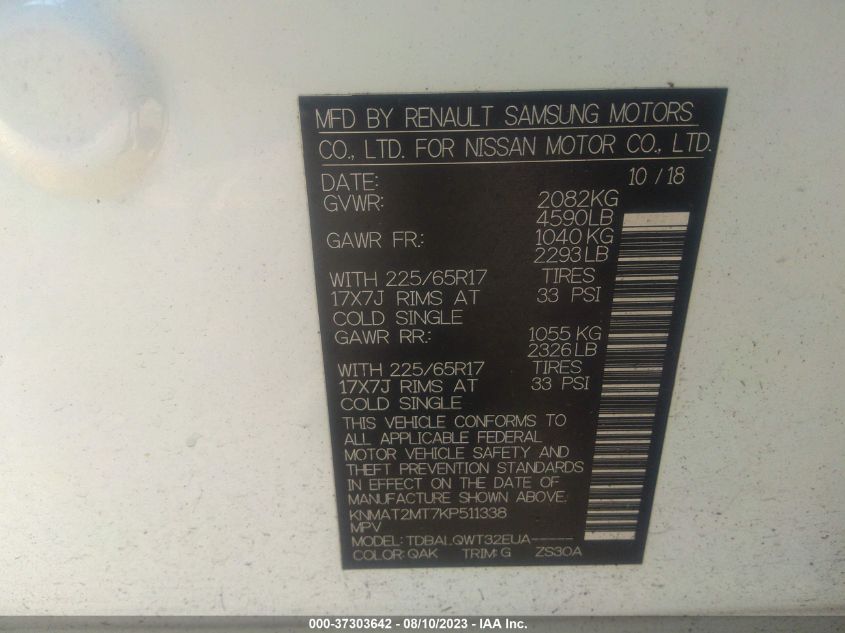 MFD BY RENAULT SAMSUNG MOTORS
CO., LTD. FOR NISSAN MOTOR CO., LTD.
DATE: 10 / 18
GVWR: 2082KG
4590LB
GAWR FR.: 1040 KG
2293 LB
WITH 225/65R17 TIRES
17X7J RIMS AT 33 PSI
COLD SINGLE
GAWR RR.: 1055 KG
2326 LB
WITH 225/65R17 TIRES
17X7J RIMS AT 33 PSI
COLD SINGLE
THIS VEHICLE CONFORMS TO
ALL APPLICABLE FEDERAL
MOTOR VEHICLE SAFETY AND
THEFT PREVENTION STANDARDS
IN EFFECT ON THE DATE OF
MANUFACTURE SHOWN ABOVE.
KNMAT2MT7KP511338
MPV
MODEL: TDBALQWT32EUA-----
COLOR: QAK TRIM: G ZS30A
000-37303642 - 08/10/2023 - IAA Inc.